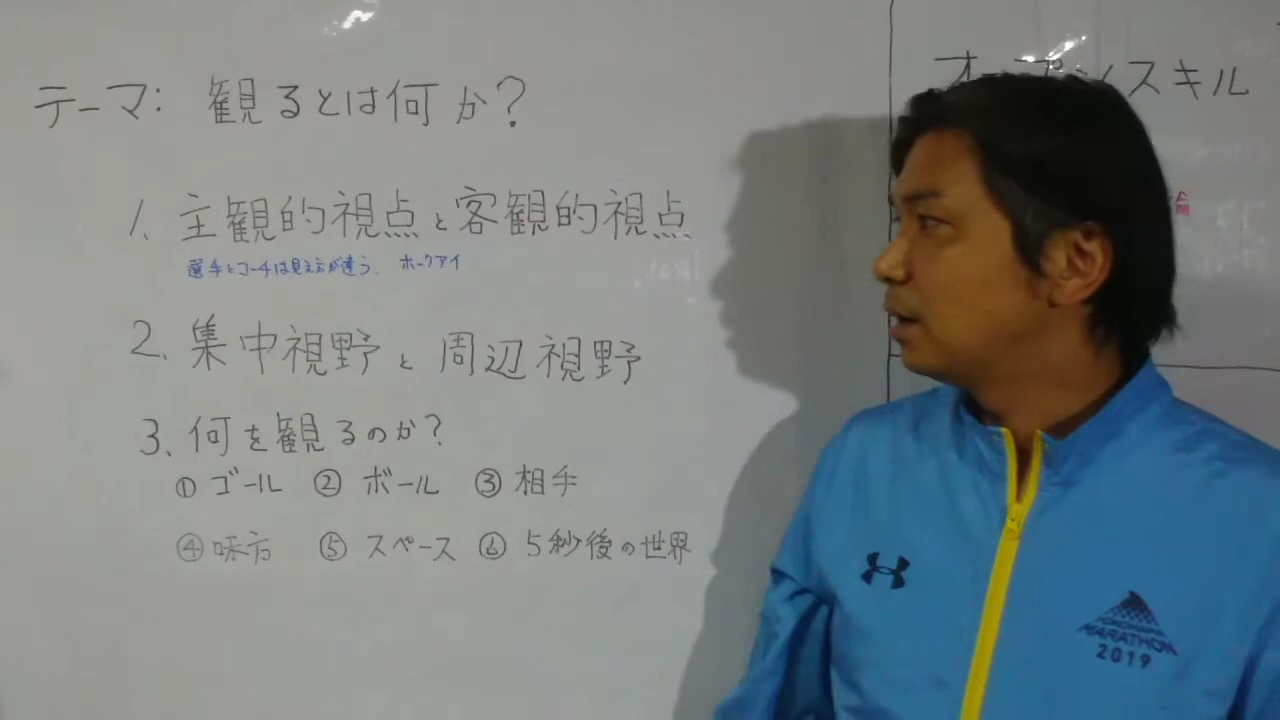 テーマ: 観るとは何か?
1. 主観的視点と客観的視点
選手とコーチは見え方が違う. ホークアイ
2. 集中視野と周辺視野
3. 何を観るのか?
① ゴール ② ボール ③ 相手
④ 味方 ⑤ スペース ⑥ 5秒後の世界
オープンスキル
YOKOHAMA
MARATHON
2019